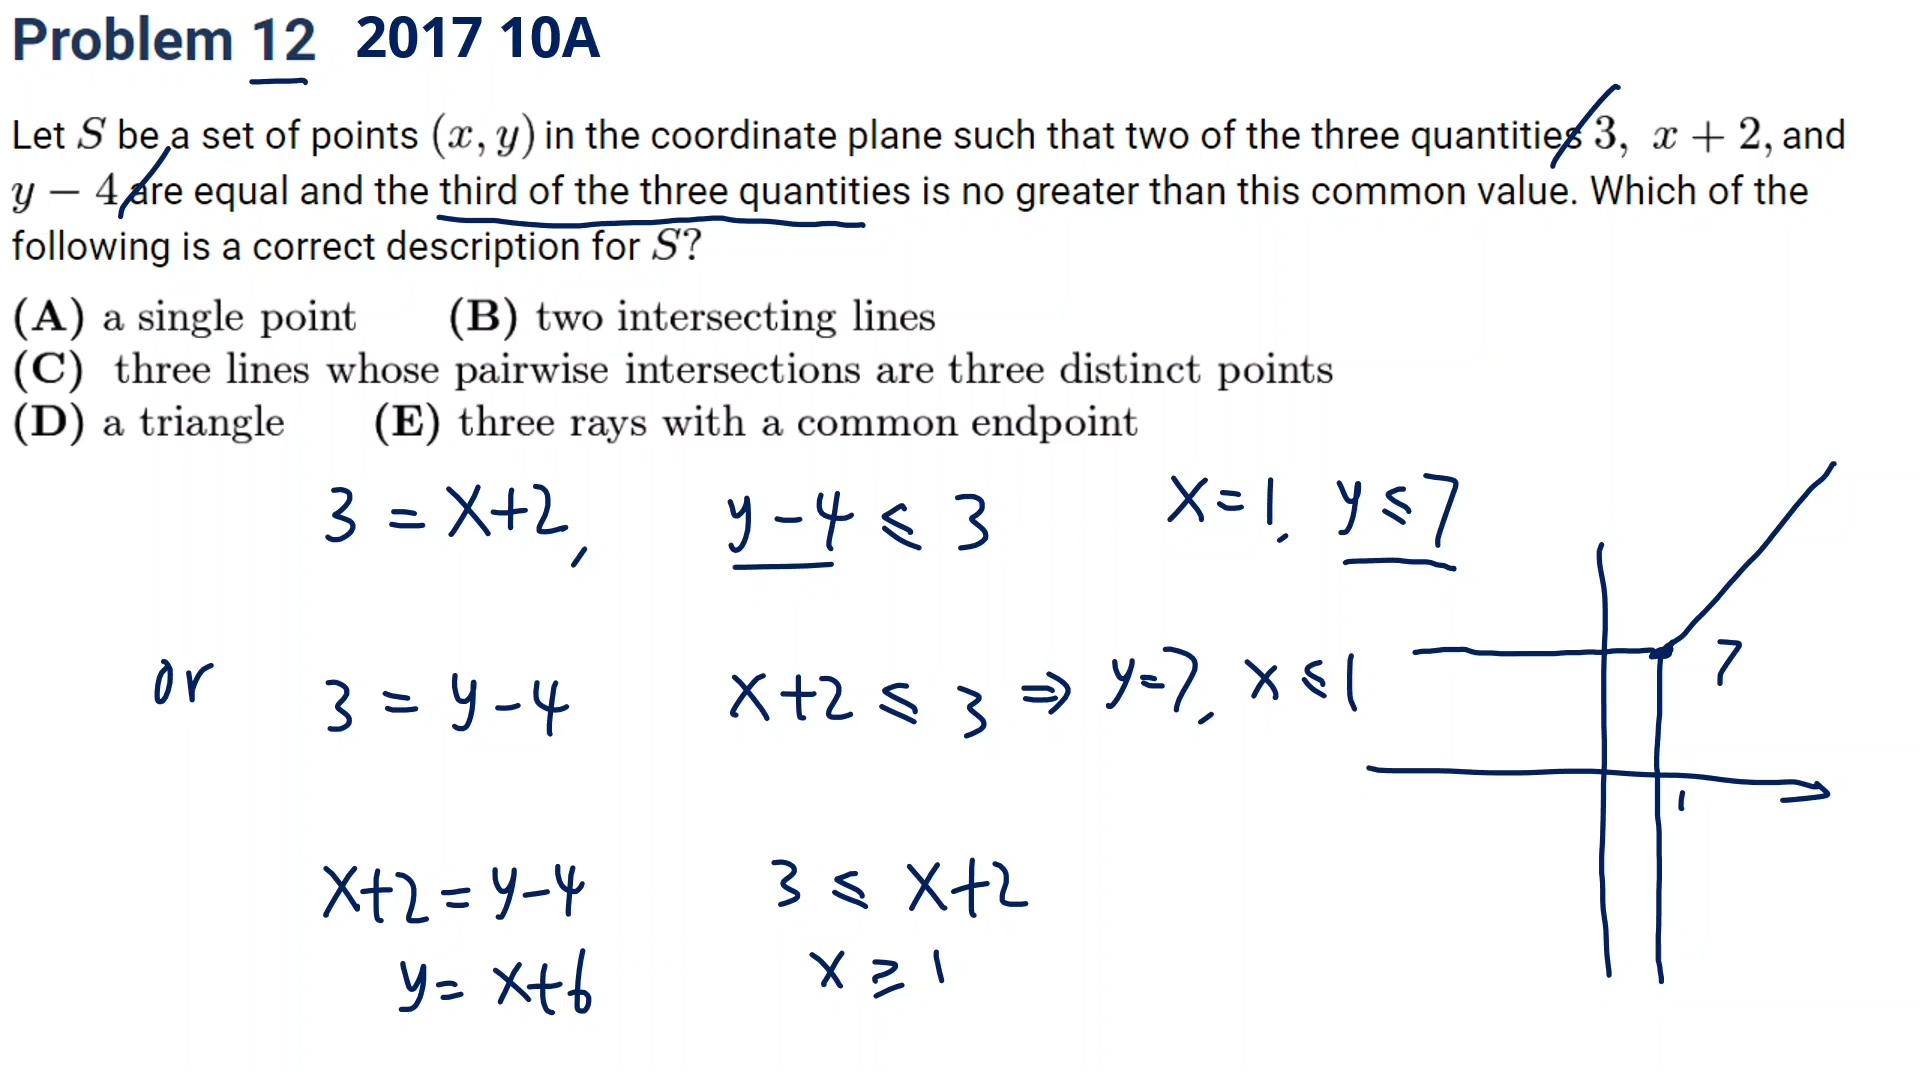 Problem 12 2017 10A
Let S be a set of points (x, y) in the coordinate plane such that two of the three quantities 3, x + 2, and
y − 4 are equal and the third of the three quantities is no greater than this common value. Which of the
following is a correct description for S?
(A) a single point (B) two intersecting lines
(C) three lines whose pairwise intersections are three distinct points
(D) a triangle (E) three rays with a common endpoint
3 = x+2, y-4 ≤ 3 x=1, y≤7
or 3 = y-4 x+2 ≤ 3 ⇒ y=7, x≤1
7
1
x+2 = y-4 3 ≤ x+2
y= x+6 x ≥ 1